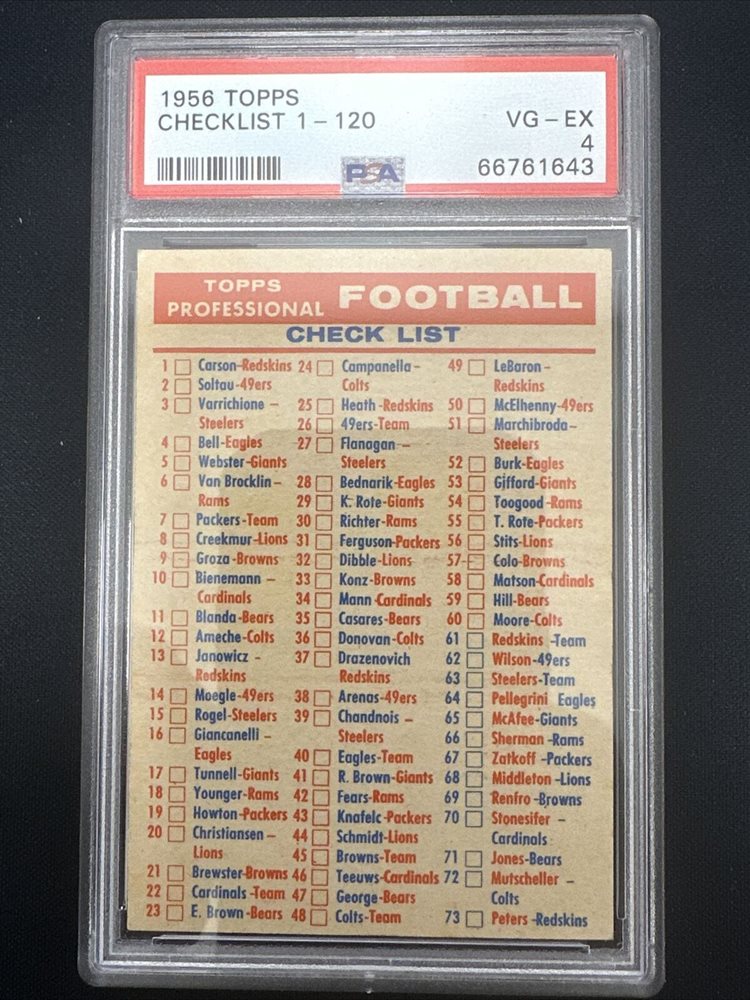 1956 TOPPS
CHECKLIST 1-120
VG-EX
4
PSA
66761643
TOPPS
PROFESSIONAL FOOTBALL
CHECK LIST
1 Carson-Redskins
2 Soltau-49ers
3 Varrichione -
Steelers
4 Bell-Eagles
5 Webster-Giants
6 Van Brocklin -
Rams
7 Packers-Team
8 Creekmur-Lions
9 Groza-Browns
10 Bienemann -
Cardinals
11 Blanda-Bears
12 Ameche-Colts
13 Janowicz -
Redskins
14 Moegle-49ers
15 Rogel-Steelers
16 Giancanelli -
Eagles
17 Tunnell-Giants
18 Younger-Rams
19 Howton-Packers
20 Christiansen -
Lions
21 Brewster-Browns
22 Cardinals -Team
23 E. Brown-Bears
24 Campanella -
Colts
25 Heath -Redskins
26 49ers-Team
27 Flanagan -
Steelers
28 Bednarik-Eagles
29 K. Rote-Giants
30 Richter-Rams
31 Ferguson-Packers
32 Dibble-Lions
33 Konz-Browns
34 Mann-Cardinals
35 Casares-Bears
36 Donovan-Colts
37 Drazenovich
Redskins
38 Arenas-49ers
39 Chandnois -
Steelers
40 Eagles-Team
41 R. Brown-Giants
42 Fears-Rams
43 Knafelc-Packers
44 Schmidt-Lions
45 Browns-Team
46 Teeuws-Cardinals
47 George-Bears
48 Colts-Team
49 LeBaron -
Redskins
50 McElhenny-49ers
51 Marchibroda-
Steelers
52 Burk-Eagles
53 Gifford-Giants
54 Toogood -Rams
55 T. Rote-Packers
56 Stits-Lions
57 Colo-Browns
58 Matson-Cardinals
59 Hill-Bears
60 Moore-Colts
61 Redskins -Team
62 Wilson-49ers
63 Steelers-Team
64 Pellegrini Eagles
65 McAfee-Giants
66 Sherman -Rams
67 Zatkoff -Packers
68 Middleton -Lions
69 Renfro -Browns
70 Stonesifer -
Cardinals
71 Jones-Bears
72 Mutscheller -
Colts
73 Peters -Redskins